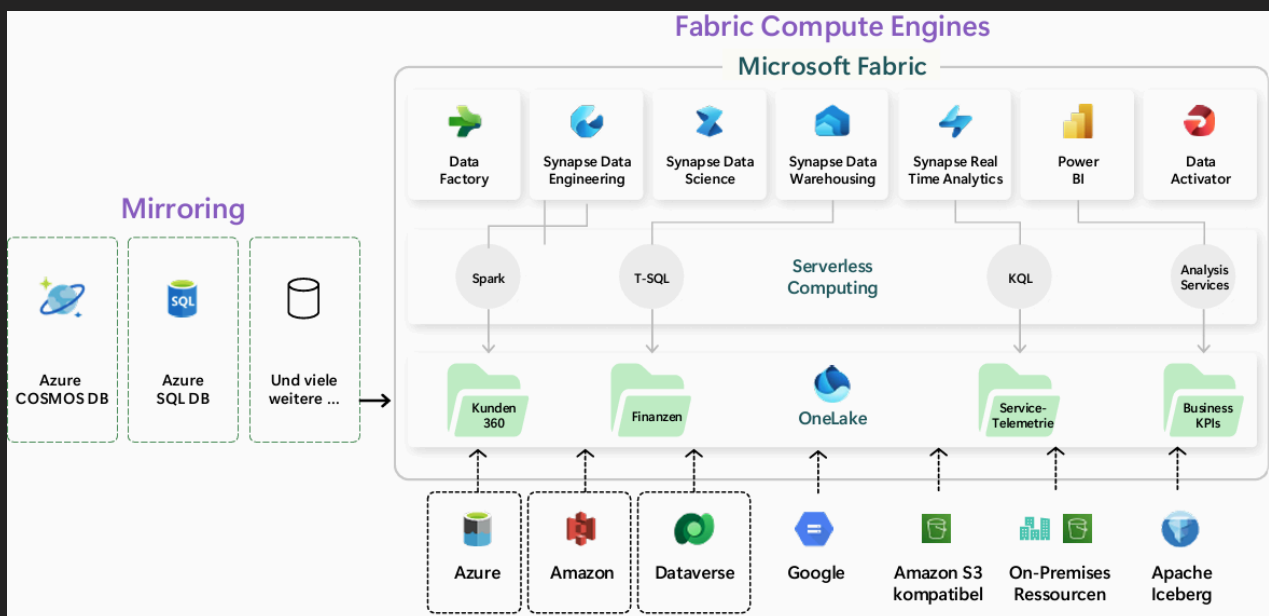 Fabric Compute Engines
Microsoft Fabric
Data
Factory
Synapse Data
Engineering
Synapse Data
Science
Synapse Data
Warehousing
Synapse Real
Time Analytics
Power
BI
Data
Activator
Mirroring
Azure
COSMOS DB
SQL
Azure
SQL DB
Und viele
weitere ...
Spark
T-SQL
Serverless
Computing
KQL
Analysis
Services
Kunden
360
Finanzen
OneLake
Service-
Telemetrie
Business
KPIs
Azure
Amazon
Dataverse
Google
Amazon S3
kompatibel
On-Premises
Ressourcen
Apache
Iceberg